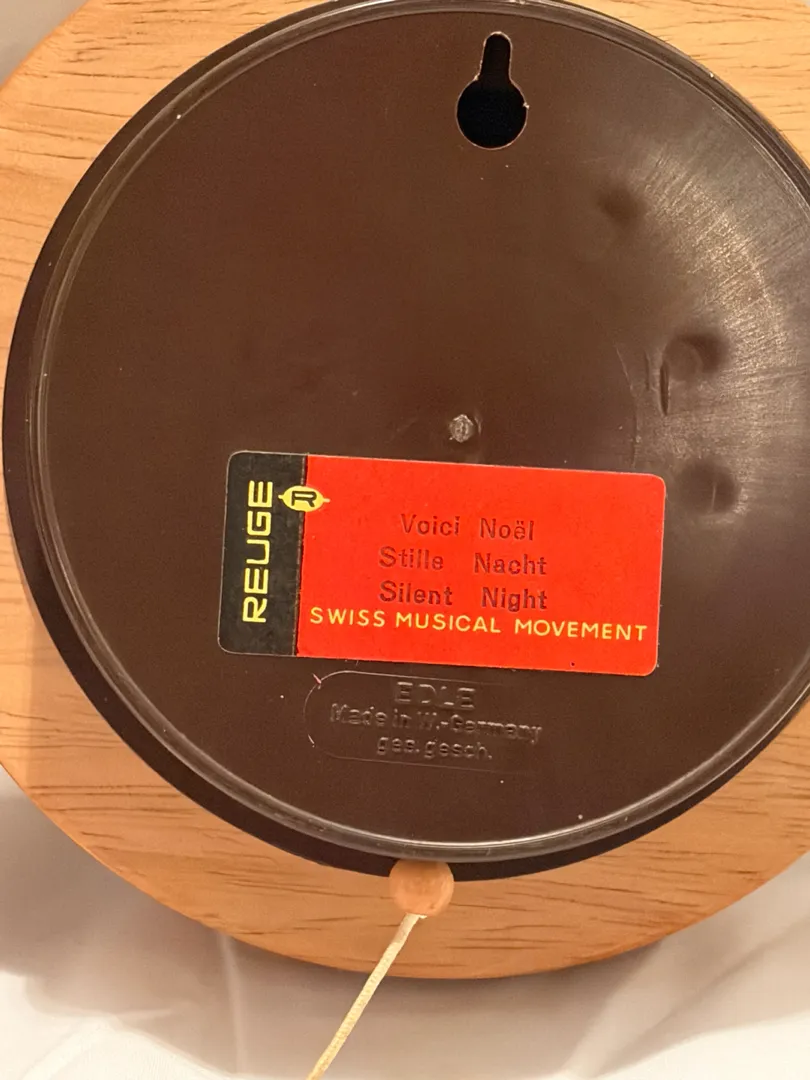 REUGE
R
Voici Noël
Stille Nacht
Silent Night
SWISS MUSICAL MOVEMENT
EDLE
Made in W.-Germany
ges. gesch.